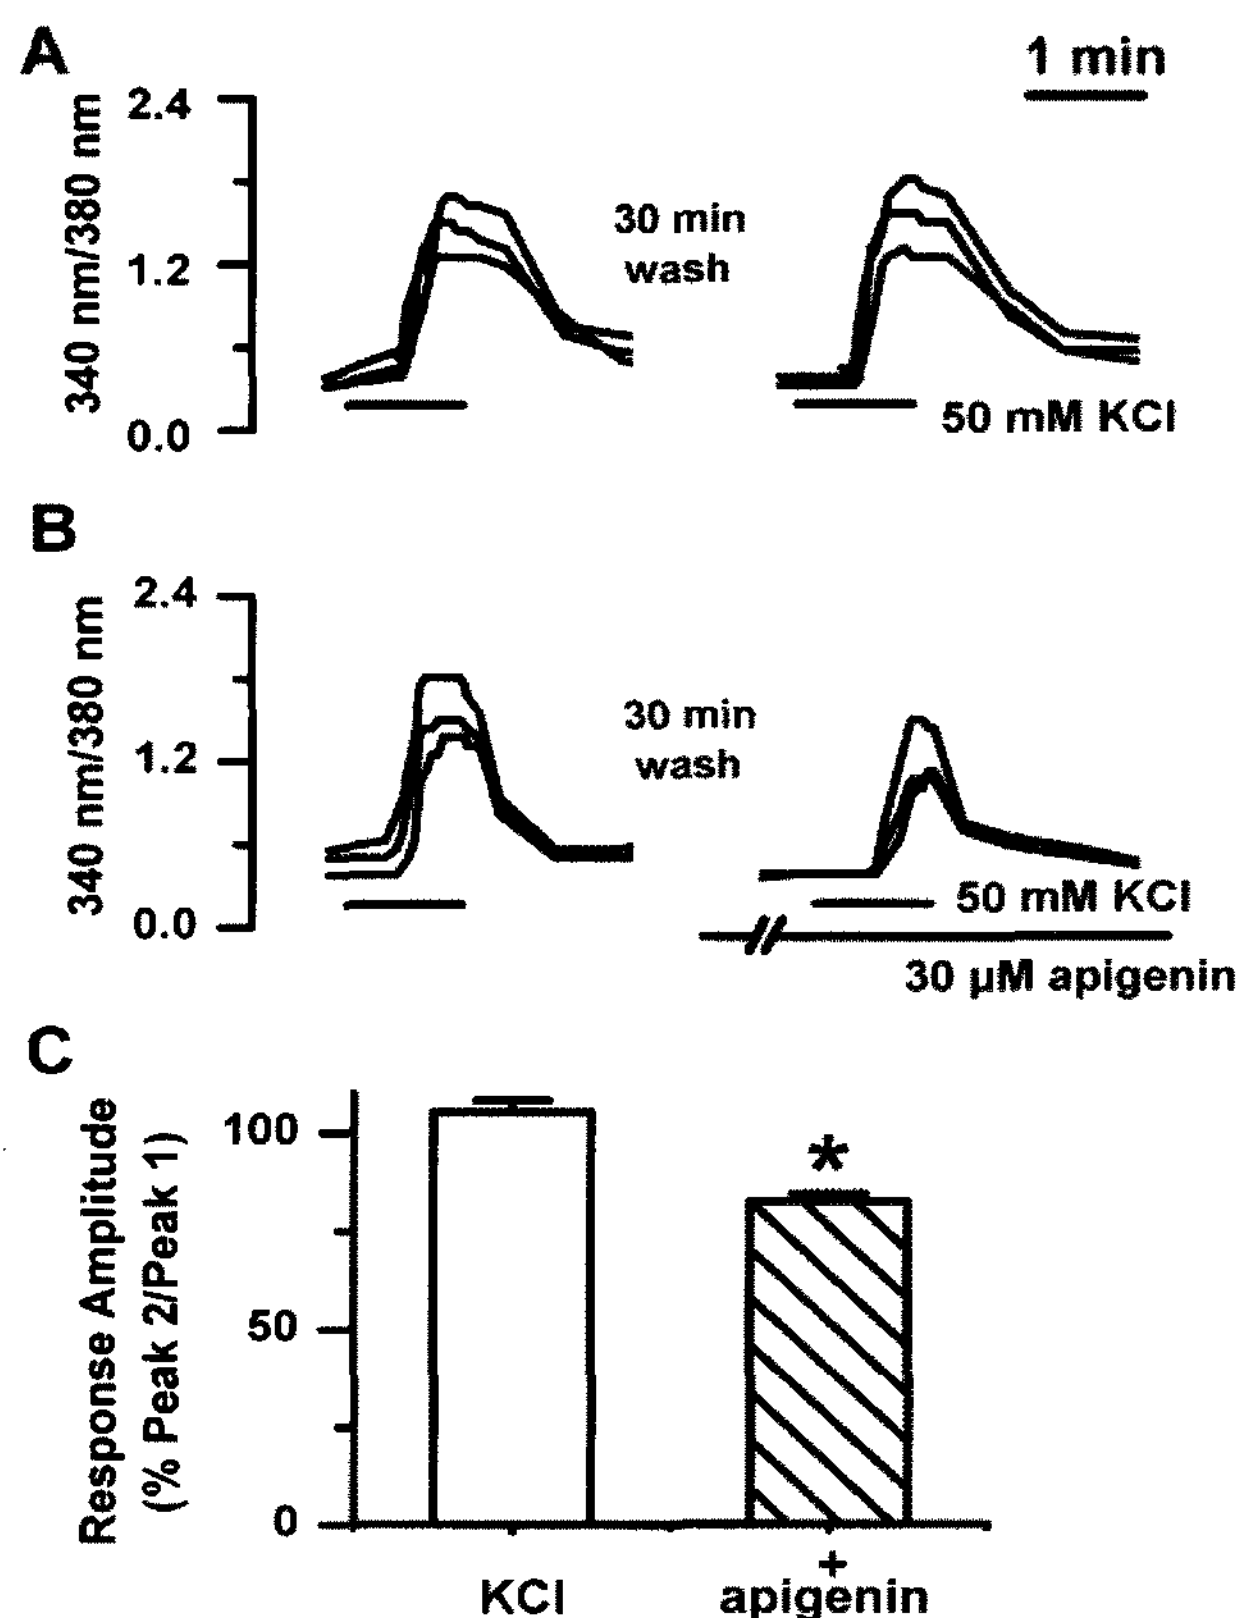 A
1 min
340 nm/380 nm
2.4
1.2
0.0
30 min
wash
50 mM KCl
B
340 nm/380 nm
2.4
1.2
0.0
30 min
wash
50 mM KCl
30 µM apigenin
C
Response Amplitude
(% Peak 2/Peak 1)
100
50
0
*
KCl
+
apigenin